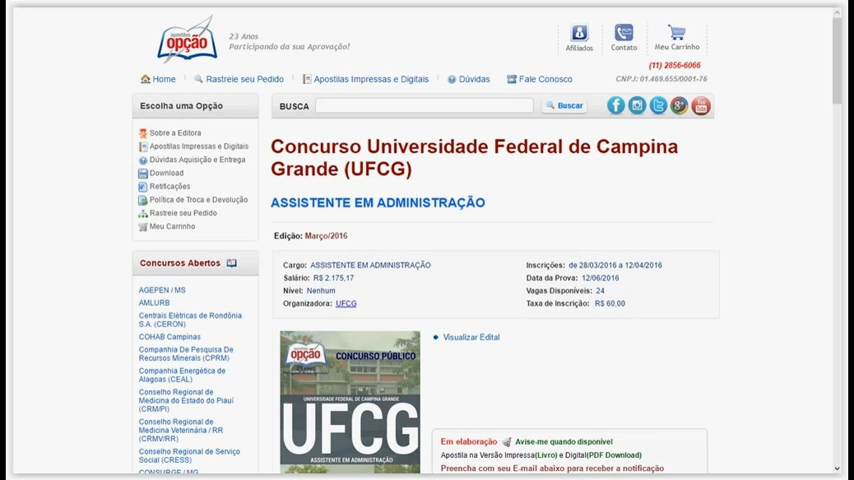 apostilas
opção
23 Anos
Participando da sua Aprovação!
Afiliados
Contato
Meu Carrinho
(11) 2856-6066
CNPJ: 01.469.655/0001-76
Home
Rastreie seu Pedido
Apostilas Impressas e Digitais
Dúvidas
Fale Conosco
Escolha uma Opção
Sobre a Editora
Apostilas Impressas e Digitais
Dúvidas Aquisição e Entrega
Download
Retificações
Política de Troca e Devolução
Rastreie seu Pedido
Meu Carrinho
Concursos Abertos
AGEPEN / MS
AMLURB
Centrais Elétricas de Rondônia
S.A. (CERON)
COHAB Campinas
Companhia De Pesquisa De
Recursos Minerais (CPRM)
Companhia Energética de
Alagoas (CEAL)
Conselho Regional de
Medicina do Estado do Piauí
(CRM/PI)
Conselho Regional de
Medicina Veterinária / RR
(CRMV/RR)
Conselho Regional de Serviço
Social (CRESS)
CONSURGE / MG
BUSCA
Buscar
You
Concurso Universidade Federal de Campina
Grande (UFCG)
ASSISTENTE EM ADMINISTRAÇÃO
Edição: Março/2016
Cargo: ASSISTENTE EM ADMINISTRAÇÃO
Salário: R$ 2.175,17
Nível: Nenhum
Organizadora: UFCG
Inscrições: de 28/03/2016 a 12/04/2016
Data da Prova: 12/06/2016
Vagas Disponíveis: 24
Taxa de Inscrição: R$ 60,00
apostilas
opção
CONCURSO PÚBLICO
UNIVERSIDADE FEDERAL DE CAMPINA GRANDE
UFCG
ASSISTENTE EM ADMINISTRAÇÃO
Visualizar Edital
Em elaboração Avise-me quando disponível
Apostila na Versão Impressa(Livro) e Digital(PDF Download)
Preencha com seu E-mail abaixo para receber a notificação